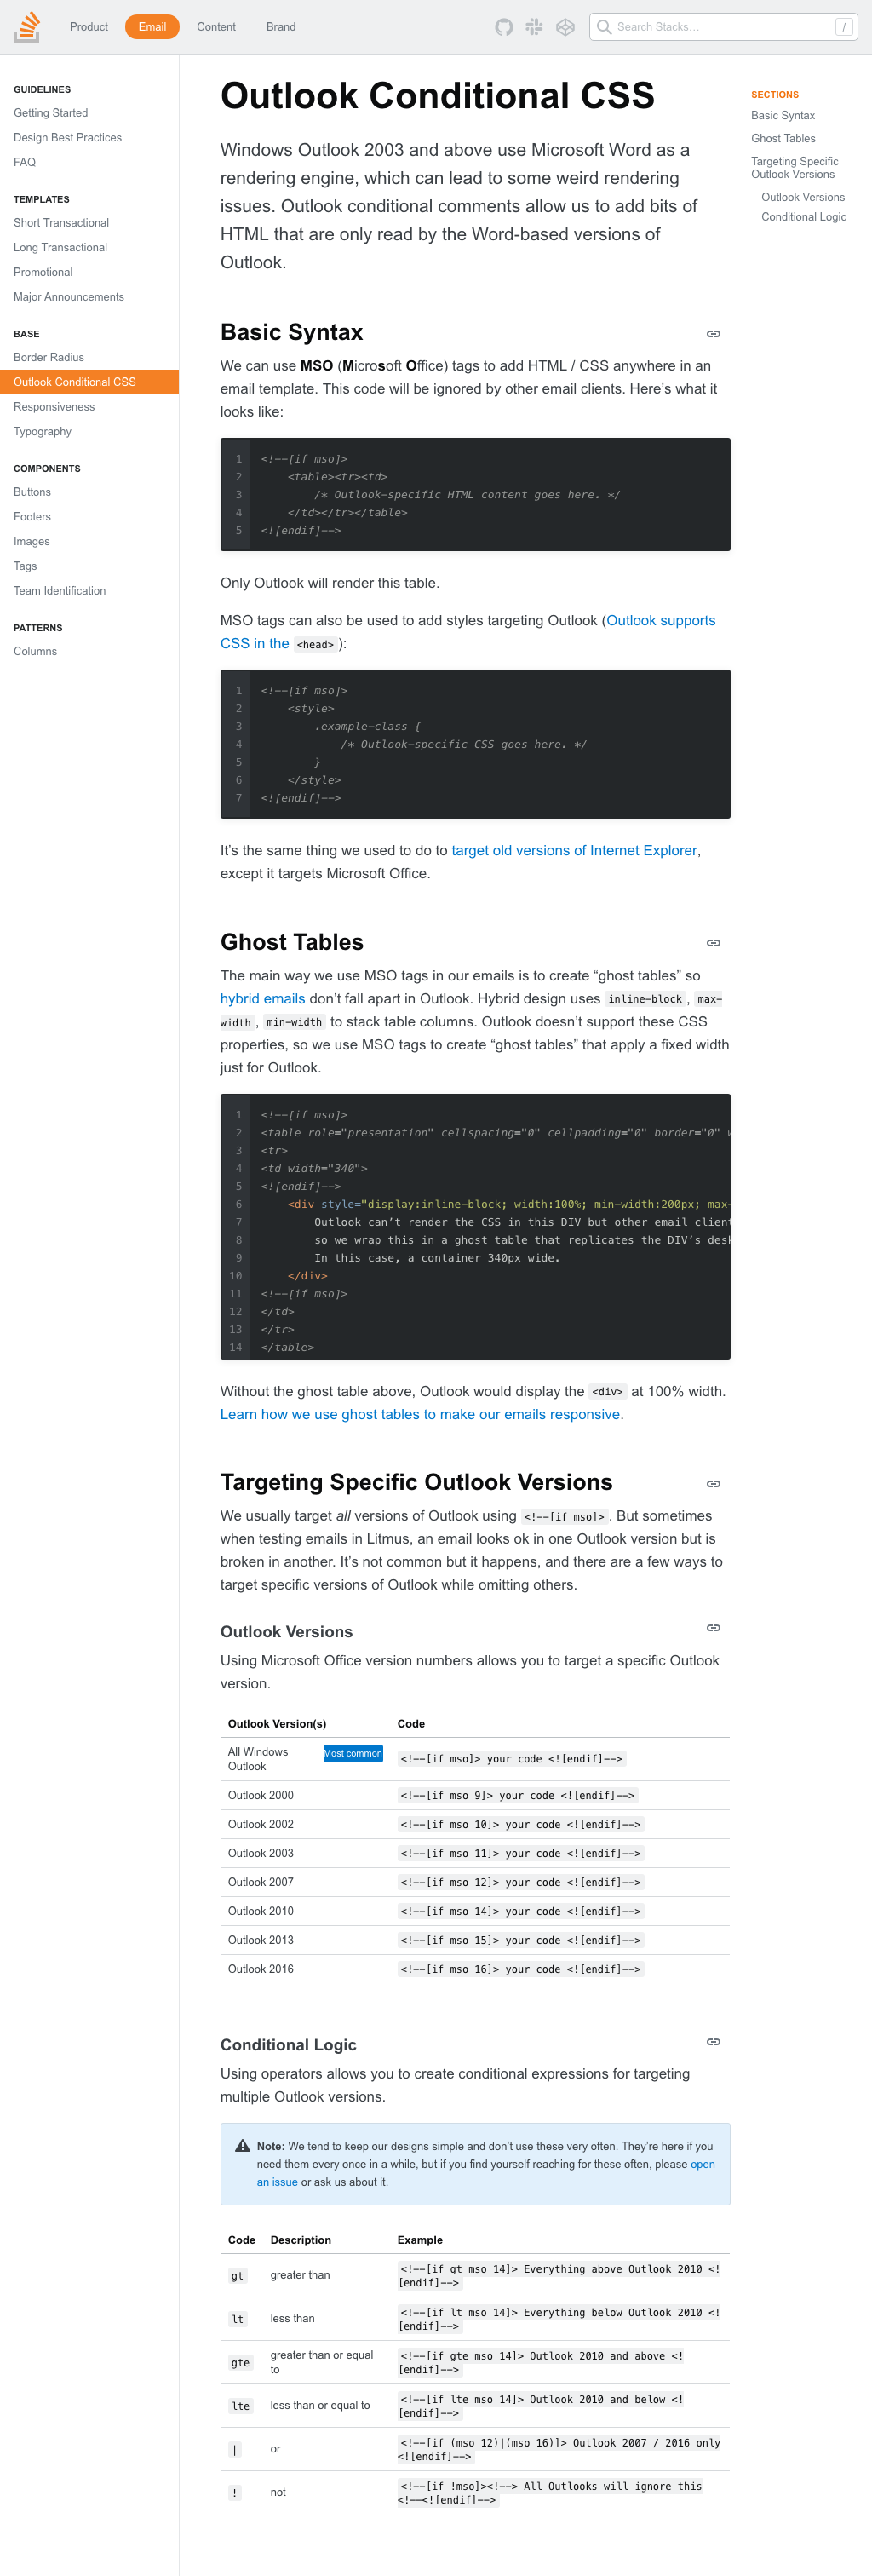 Product
Email
Content
Brand
Search Stacks…
/
GUIDELINES
Getting Started
Design Best Practices
FAQ
TEMPLATES
Short Transactional
Long Transactional
Promotional
Major Announcements
BASE
Border Radius
Outlook Conditional CSS
Responsiveness
Typography
COMPONENTS
Buttons
Footers
Images
Tags
Team Identification
PATTERNS
Columns
Outlook Conditional CSS
Windows Outlook 2003 and above use Microsoft Word as a
rendering engine, which can lead to some weird rendering
issues. Outlook conditional comments allow us to add bits of
HTML that are only read by the Word-based versions of
Outlook.
SECTIONS
Basic Syntax
Ghost Tables
Targeting Specific
Outlook Versions
Outlook Versions
Conditional Logic
Basic Syntax
We can use MSO (Microsoft Office) tags to add HTML / CSS anywhere in an
email template. This code will be ignored by other email clients. Here’s what it
looks like:
1 <!--[if mso]>
2 <table><tr><td>
3 /* Outlook-specific HTML content goes here. */
4 </td></tr></table>
5 <![endif]-->
Only Outlook will render this table.
MSO tags can also be used to add styles targeting Outlook (Outlook supports
CSS in the <head>):
1 <!--[if mso]>
2 <style>
3 .example-class {
4 /* Outlook-specific CSS goes here. */
5 }
6 </style>
7 <![endif]-->
It’s the same thing we used to do to target old versions of Internet Explorer,
except it targets Microsoft Office.
Ghost Tables
The main way we use MSO tags in our emails is to create “ghost tables” so
hybrid emails don’t fall apart in Outlook. Hybrid design uses inline-block, max-
width, min-width to stack table columns. Outlook doesn’t support these CSS
properties, so we use MSO tags to create “ghost tables” that apply a fixed width
just for Outlook.
1 <!--[if mso]>
2 <table role="presentation" cellspacing="0" cellpadding="0" border="0" w
3 <tr>
4 <td width="340">
5 <![endif]-->
6 <div style="display:inline-block; width:100%; min-width:200px; max-
7 Outlook can’t render the CSS in this DIV but other email client
8 so we wrap this in a ghost table that replicates the DIV’s desk
9 In this case, a container 340px wide.
10 </div>
11 <!--[if mso]>
12 </td>
13 </tr>
14 </table>
Without the ghost table above, Outlook would display the <div> at 100% width.
Learn how we use ghost tables to make our emails responsive.
Targeting Specific Outlook Versions
We usually target all versions of Outlook using <!--[if mso]>. But sometimes
when testing emails in Litmus, an email looks ok in one Outlook version but is
broken in another. It’s not common but it happens, and there are a few ways to
target specific versions of Outlook while omitting others.
Outlook Versions
Using Microsoft Office version numbers allows you to target a specific Outlook
version.
Outlook Version(s) Code
All Windows
Outlook
Most common
<!--[if mso]> your code <![endif]-->
Outlook 2000 <!--[if mso 9]> your code <![endif]-->
Outlook 2002 <!--[if mso 10]> your code <![endif]-->
Outlook 2003 <!--[if mso 11]> your code <![endif]-->
Outlook 2007 <!--[if mso 12]> your code <![endif]-->
Outlook 2010 <!--[if mso 14]> your code <![endif]-->
Outlook 2013 <!--[if mso 15]> your code <![endif]-->
Outlook 2016 <!--[if mso 16]> your code <![endif]-->
Conditional Logic
Using operators allows you to create conditional expressions for targeting
multiple Outlook versions.
Note: We tend to keep our designs simple and don’t use these very often. They’re here if you
need them every once in a while, but if you find yourself reaching for these often, please open
an issue or ask us about it.
Code Description Example
gt greater than <!--[if gt mso 14]> Everything above Outlook 2010 <!
[endif]-->
lt less than <!--[if lt mso 14]> Everything below Outlook 2010 <!
[endif]-->
gte greater than or equal
to
<!--[if gte mso 14]> Outlook 2010 and above <!
[endif]-->
lte less than or equal to <!--[if lte mso 14]> Outlook 2010 and below <!
[endif]-->
| or <!--[if (mso 12)|(mso 16)]> Outlook 2007 / 2016 only
<![endif]-->
! not <!--[if !mso]><!--> All Outlooks will ignore this
<!--<![endif]-->